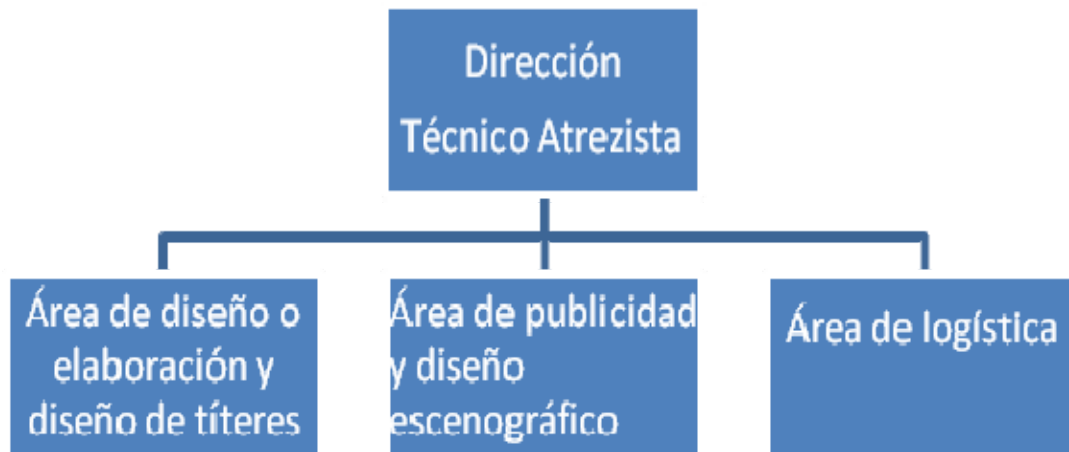 Dirección
Técnico Atrezista
Área de diseño o
elaboración y
diseño de títeres
Área de publicidad
y diseño
escenográfico
Área de logística